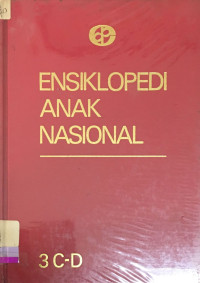 ENSIKLOPEDI
ANAK
NASIONAL
3 C-D